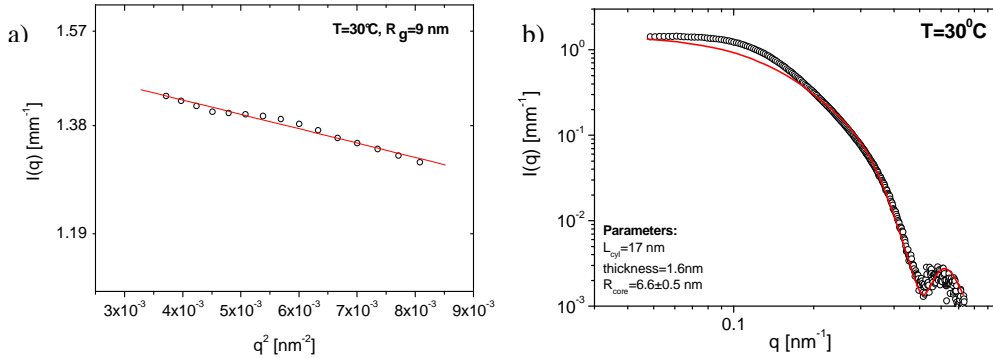 a)
T=30°C, R g=9 nm
1.57
1.38
1.19
I(q) [mm⁻¹]
3x10⁻³ 4x10⁻³ 5x10⁻³ 6x10⁻³ 7x10⁻³ 8x10⁻³ 9x10⁻³
q² [nm⁻²]
b)
T=30⁰C
10⁰
10⁻¹
10⁻²
10⁻³
I(q) [mm⁻¹]
Parameters:
L_cyl=17 nm
thickness=1.6nm
R_core=6.6±0.5 nm
0.1
q [nm⁻¹]